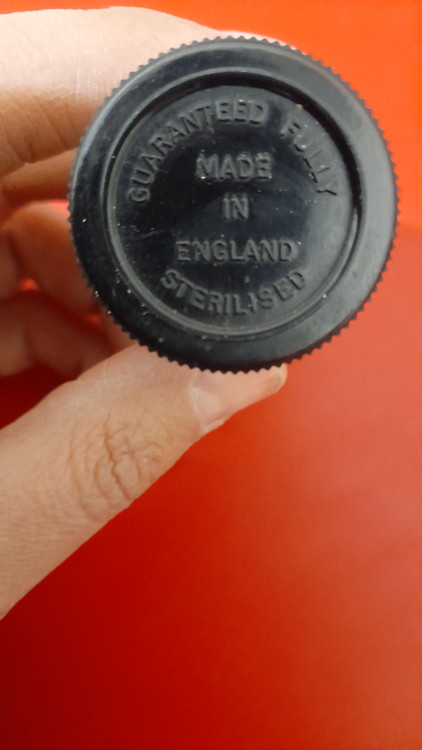 GUARANTEED FULLY
MADE
IN
ENGLAND
STERILISED